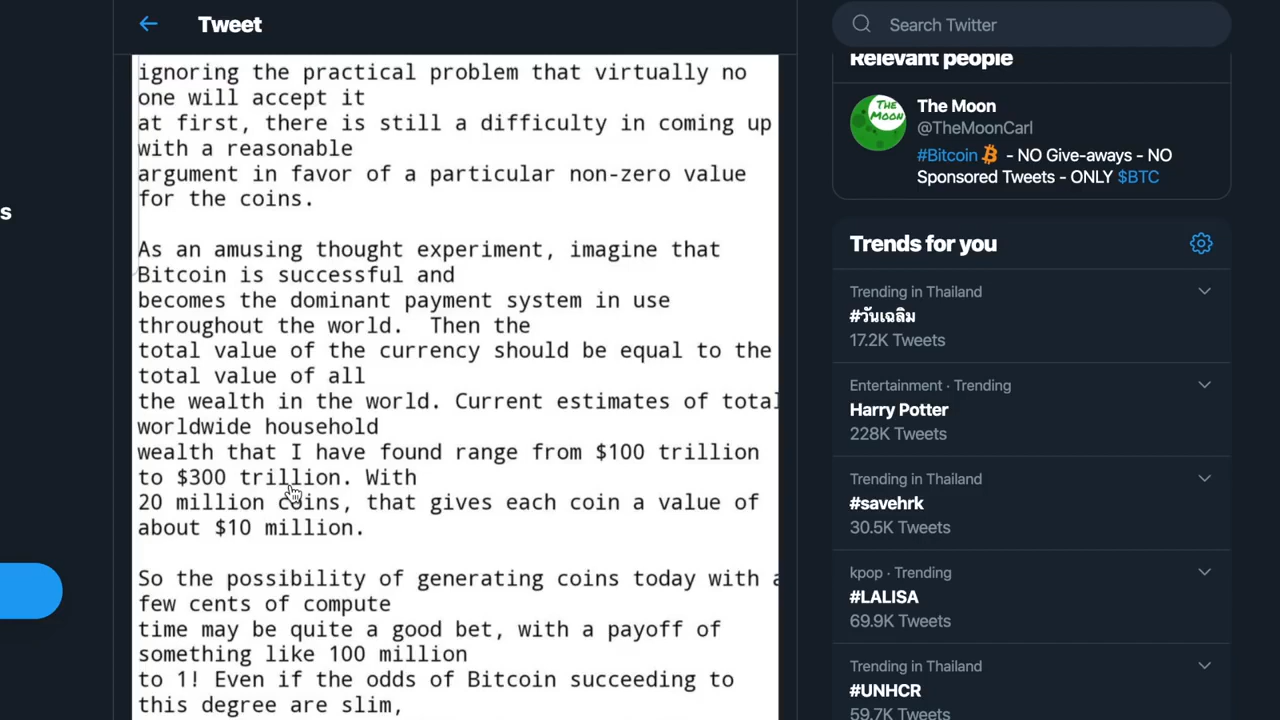 Tweet
ignoring the practical problem that virtually no
one will accept it
at first, there is still a difficulty in coming up
with a reasonable
argument in favor of a particular non-zero value
for the coins.
As an amusing thought experiment, imagine that
Bitcoin is successful and
becomes the dominant payment system in use
throughout the world.  Then the
total value of the currency should be equal to the
total value of all
the wealth in the world. Current estimates of total
worldwide household
wealth that I have found range from $100 trillion
to $300 trillion. With
20 million coins, that gives each coin a value of
about $10 million.
So the possibility of generating coins today with a
few cents of compute
time may be quite a good bet, with a payoff of
something like 100 million
to 1! Even if the odds of Bitcoin succeeding to
this degree are slim,
s
Search Twitter
Relevant people
THE MOON
The Moon
@TheMoonCarl
#Bitcoin - NO Give-aways - NO
Sponsored Tweets - ONLY $BTC
Trends for you
Trending in Thailand
#วันเฉลิม
17.2K Tweets
Entertainment · Trending
Harry Potter
228K Tweets
Trending in Thailand
#savehrk
30.5K Tweets
kpop · Trending
#LALISA
69.9K Tweets
Trending in Thailand
#UNHCR
59.7K Tweets